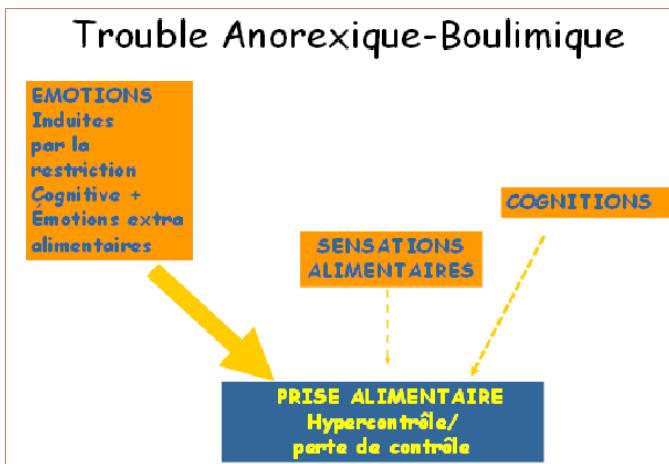 Trouble Anorexique-Boulimique
EMOTIONS
Induites
par la
restriction
Cognitive +
Émotions extra
alimentaires
COGNITIONS
SENSATIONS
ALIMENTAIRES
PRISE ALIMENTAIRE
Hypercontrôle/
perte de contrôle